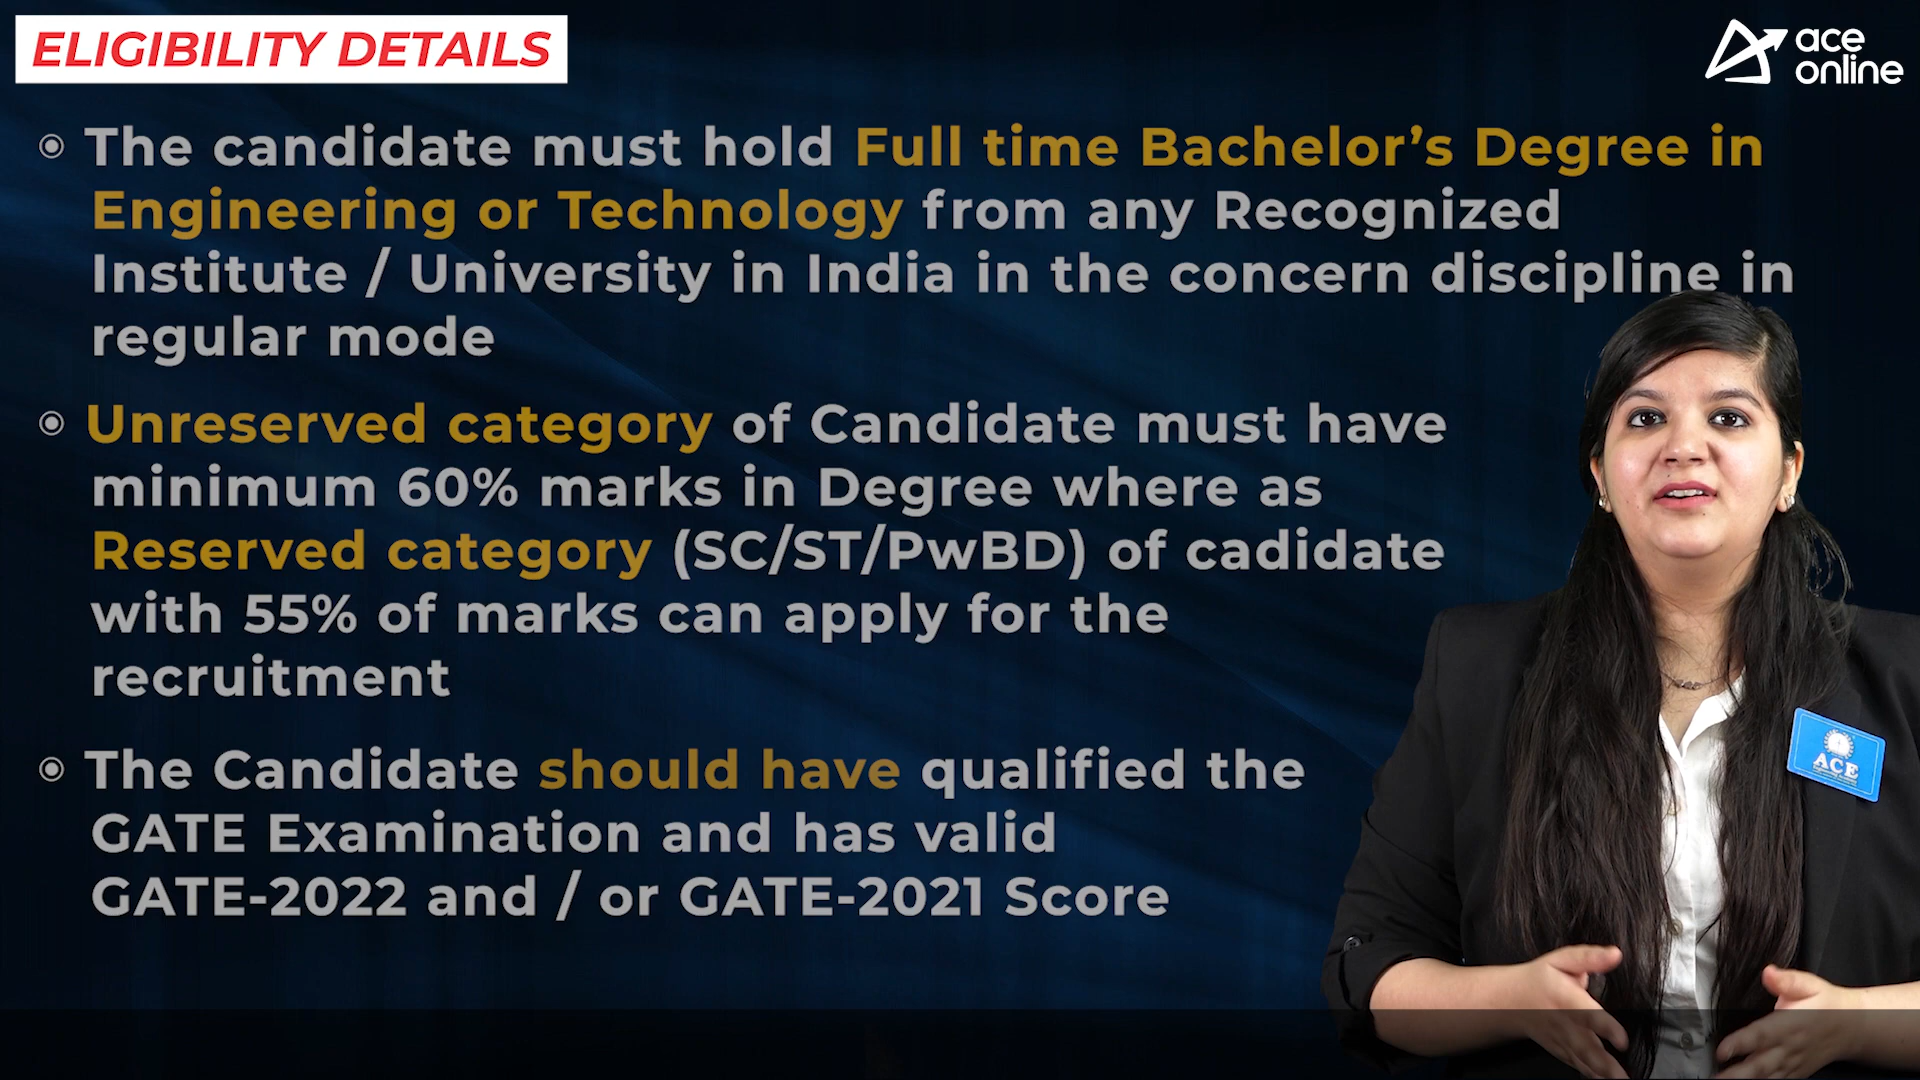 ELIGIBILITY DETAILS
ace
online
The candidate must hold Full time Bachelor’s Degree in
Engineering or Technology from any Recognized
Institute / University in India in the concern discipline in
regular mode
Unreserved category of Candidate must have
minimum 60% marks in Degree where as
Reserved category (SC/ST/PwBD) of cadidate
with 55% of marks can apply for the
recruitment
The Candidate should have qualified the
GATE Examination and has valid
GATE-2022 and / or GATE-2021 Score
ACE